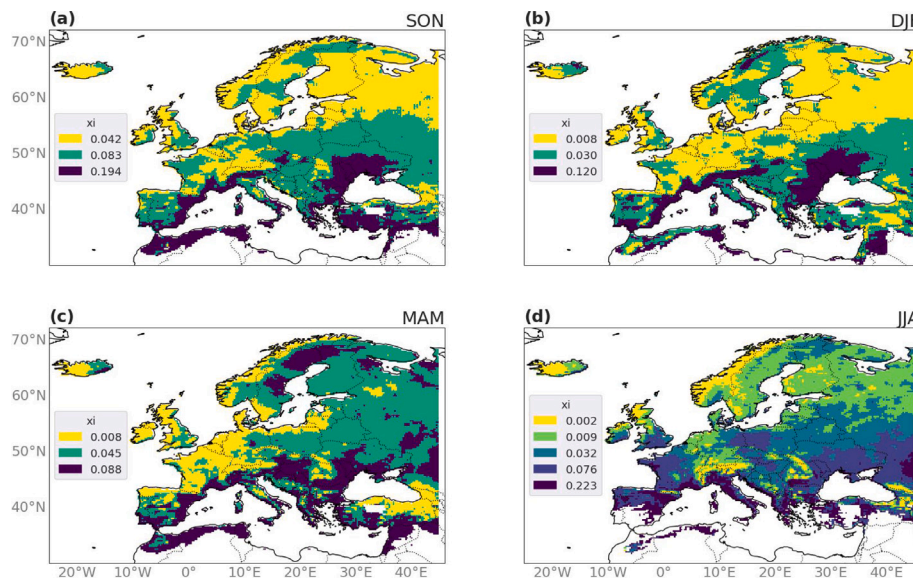 (a) SON
(b) DJF
70°N
60°N
50°N
40°N
xi
0.042
0.083
0.194
xi
0.008
0.030
0.120
(c) MAM
(d) JJA
70°N
60°N
50°N
40°N
xi
0.008
0.045
0.088
xi
0.002
0.009
0.032
0.076
0.223
20°W 10°W 0° 10°E 20°E 30°E 40°E
20°W 10°W 0° 10°E 20°E 30°E 40°E